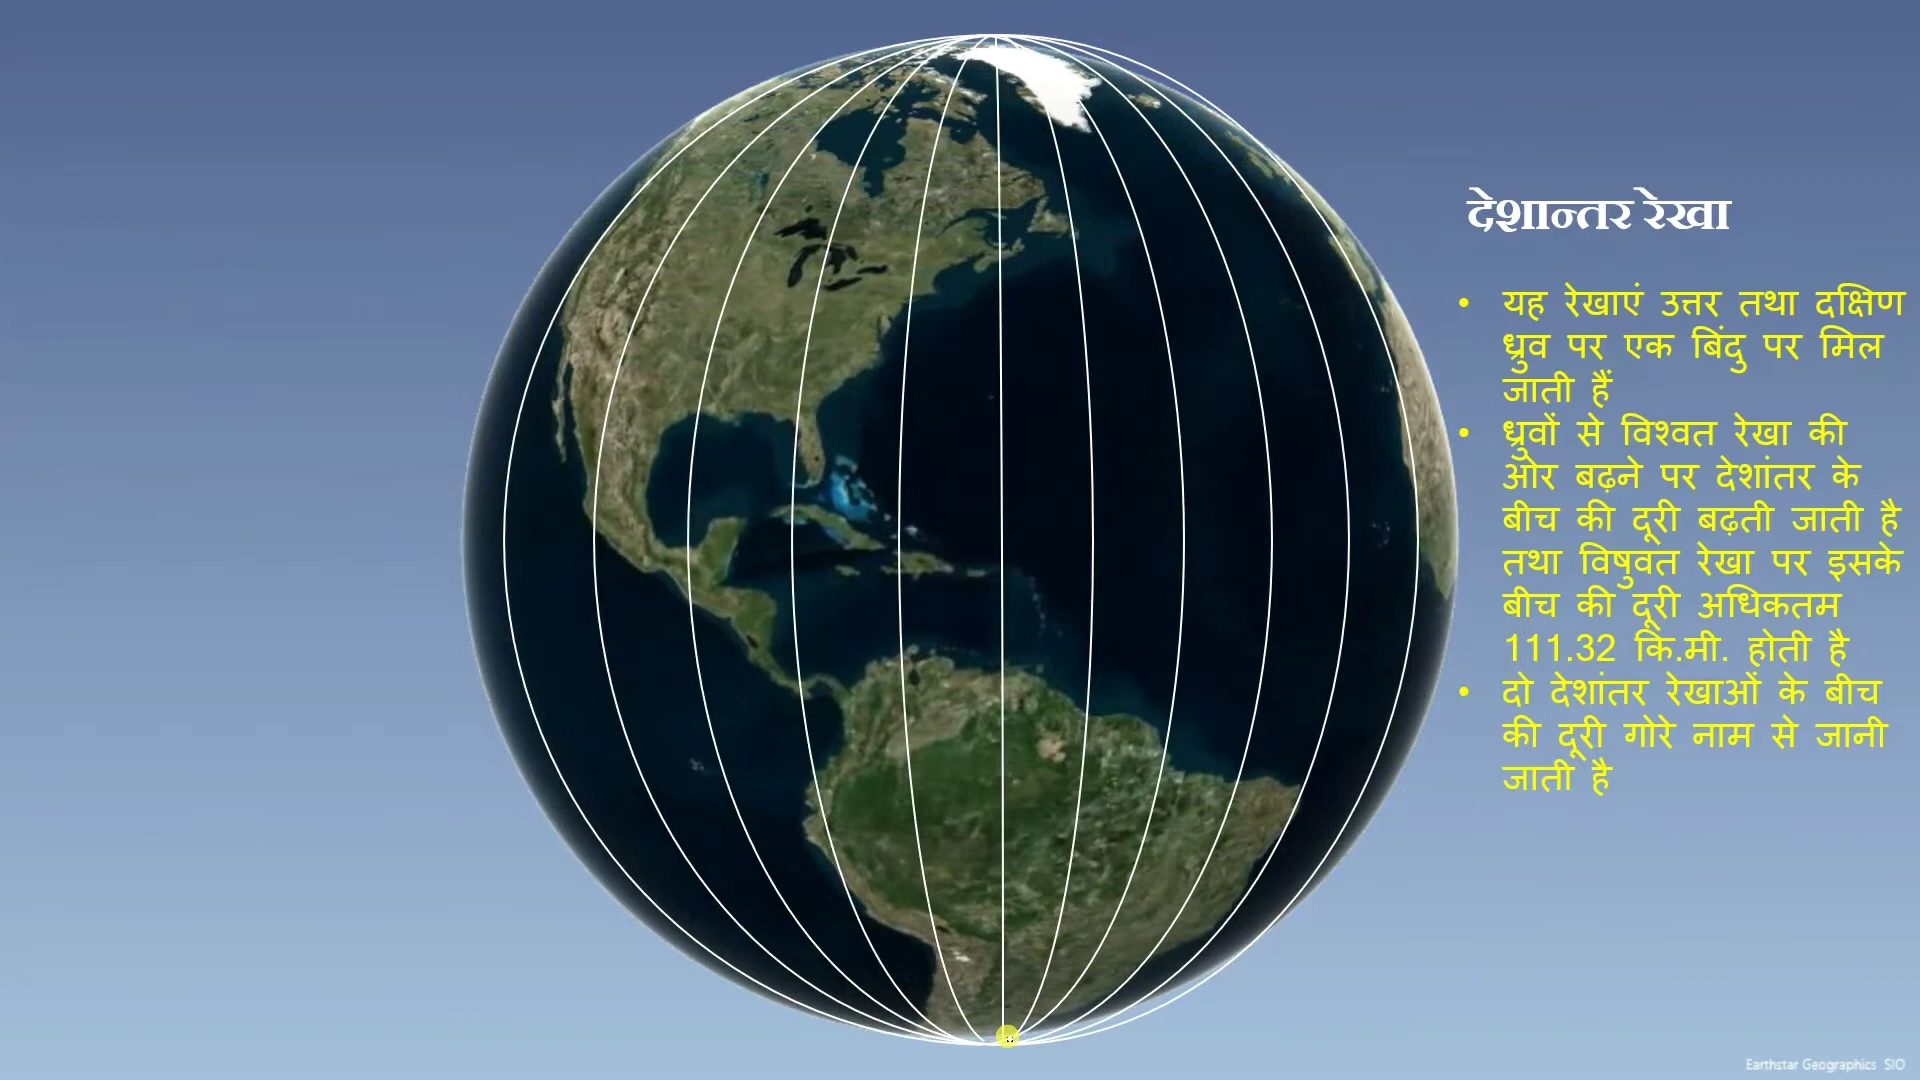 देशान्तर रेखा
• यह रेखाएं उत्तर तथा दक्षिण
ध्रुव पर एक बिंदु पर मिल
जाती हैं
• ध्रुवों से विश्वत रेखा की
ओर बढ़ने पर देशांतर के
बीच की दूरी बढ़ती जाती है
तथा विषुवत रेखा पर इसके
बीच की दूरी अधिकतम
111.32 कि.मी. होती है
• दो देशांतर रेखाओं के बीच
की दूरी गोरे नाम से जानी
जाती है
Earthstar Geographics SIO